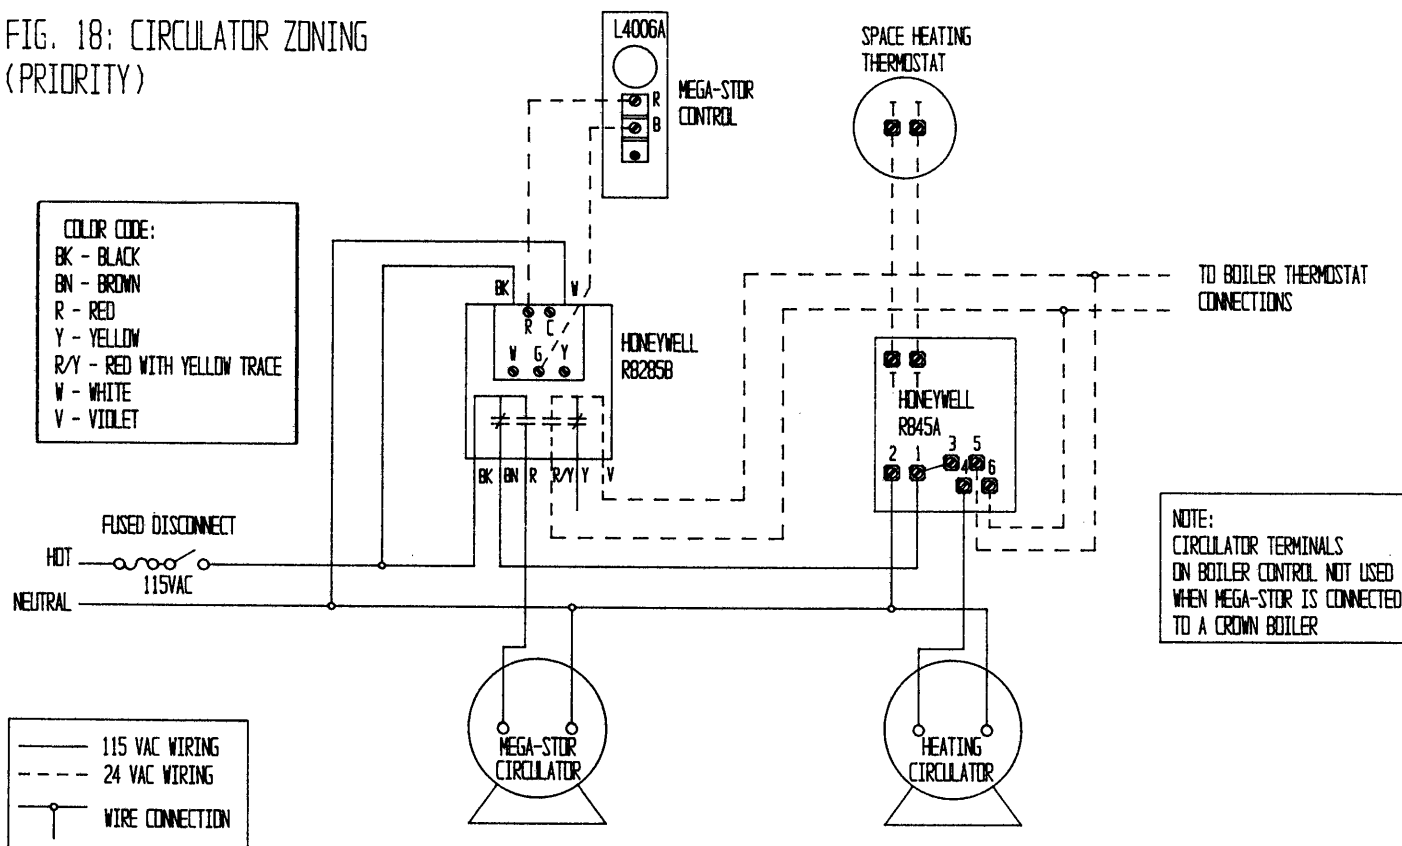 FIG. 18: CIRCULATOR ZONING
(PRIORITY)
L4006A
R
B
MEGA-STOR
CONTROL
SPACE HEATING
THERMOSTAT
T T
COLOR CODE:
BK - BLACK
BN - BROWN
R - RED
Y - YELLOW
R/Y - RED WITH YELLOW TRACE
W - WHITE
V - VIOLET
BK
W
R C
W G Y
HONEYWELL
R8285B
BK BN R R/Y Y V
TO BOILER THERMOSTAT
CONNECTIONS
T T
HONEYWELL
R845A
2 1 3 5
4 6
FUSED DISCONNECT
HOT
115VAC
NEUTRAL
NOTE:
CIRCULATOR TERMINALS
ON BOILER CONTROL NOT USED
WHEN MEGA-STOR IS CONNECTED
TO A CROWN BOILER
MEGA-STOR
CIRCULATOR
HEATING
CIRCULATOR
115 VAC WIRING
24 VAC WIRING
WIRE CONNECTION